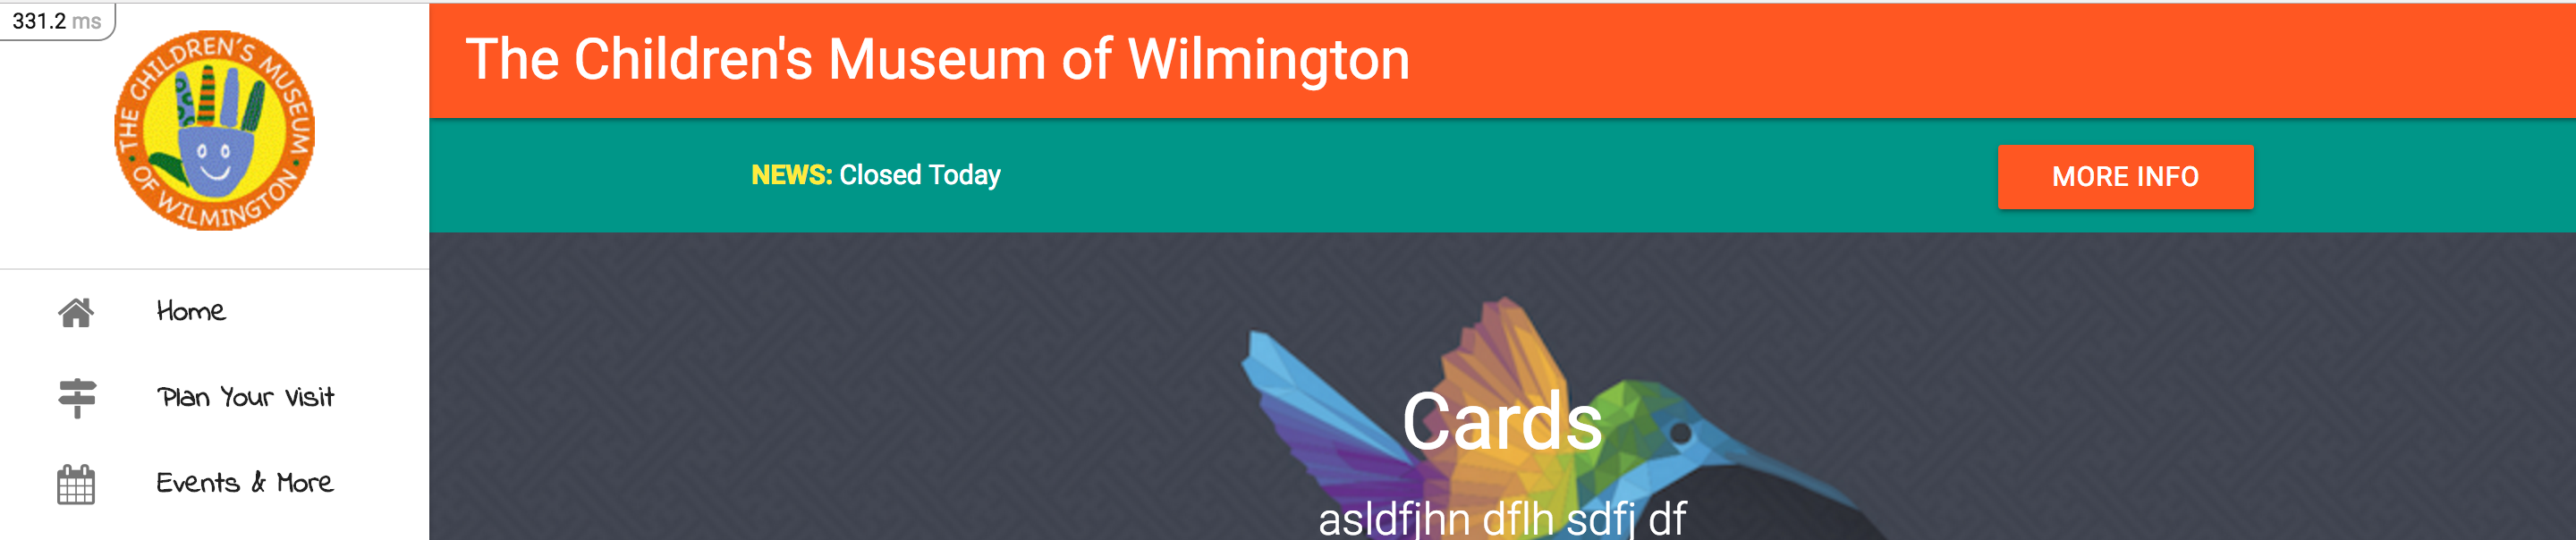 331.2 ms
THE CHILDREN'S MUSEUM
OF WILMINGTON
The Children's Museum of Wilmington
NEWS: Closed Today
MORE INFO
Home
Plan Your Visit
Events & More
Cards
asldfjhn dflh sdfj df